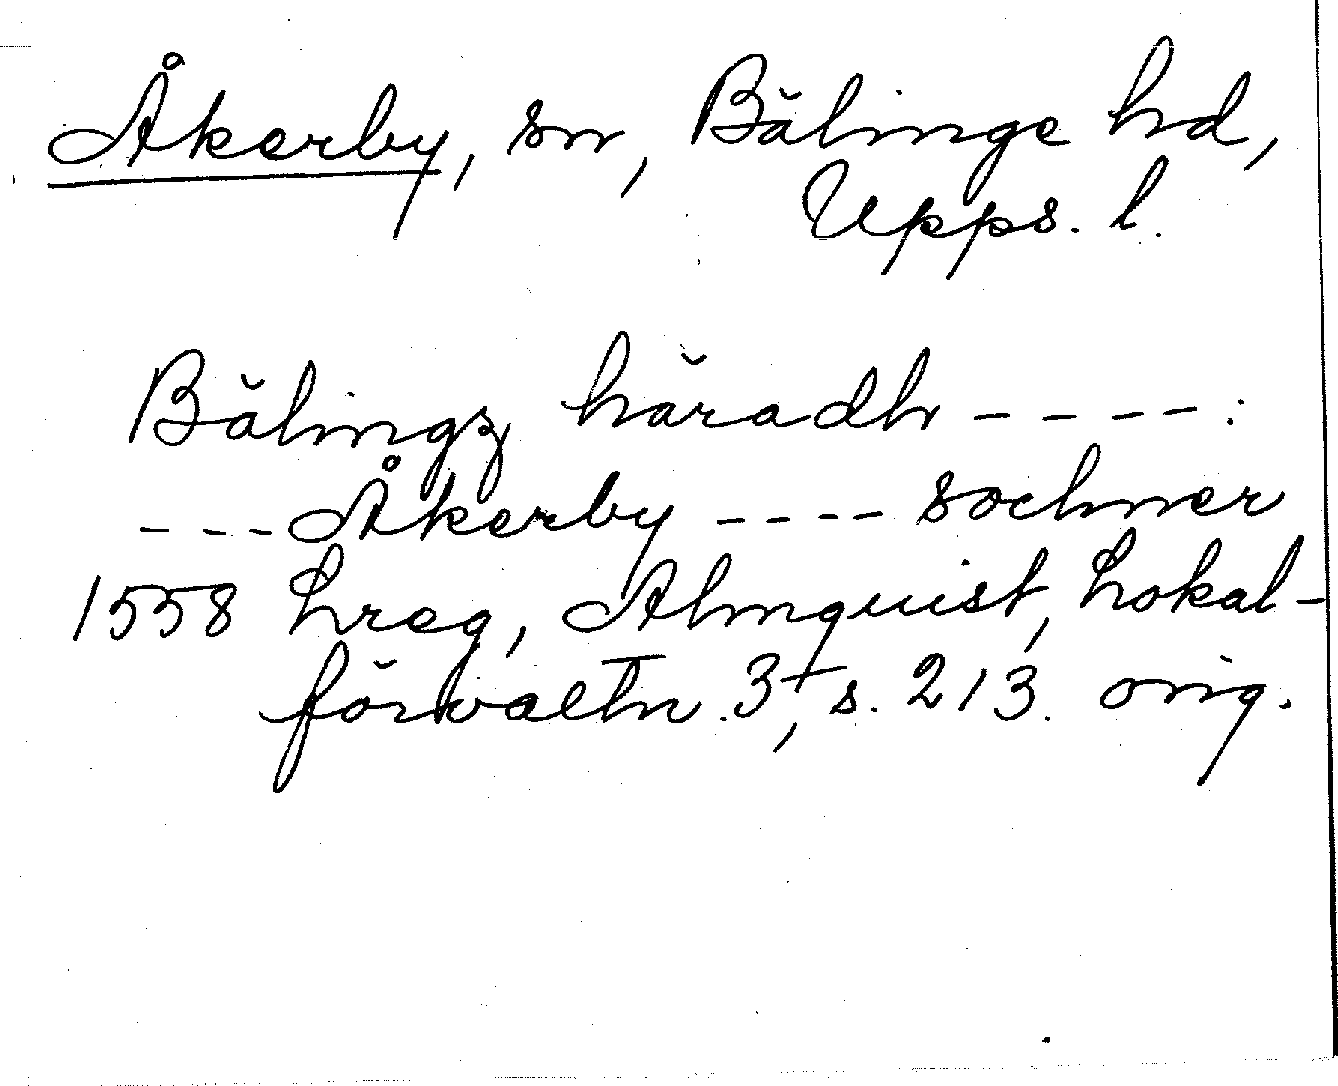 Åkerby, sn, Bälinge hd,
Upps. l.
Bälingz häradh ---- :
--- Åkerby ---- sochner
1558 Lreg, Almquist, Lokal-
förvaltn. 3, s. 213. orig.